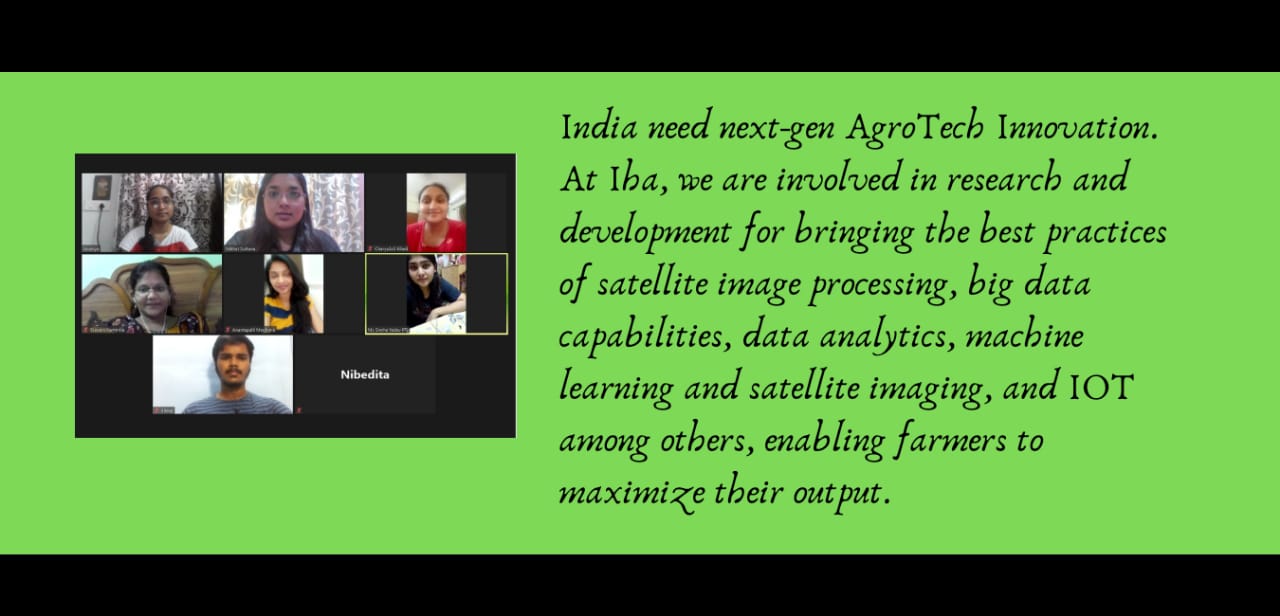 India need next-gen AgroTech Innovation.
At Iha, we are involved in research and
development for bringing the best practices
of satellite image processing, big data
capabilities, data analytics, machine
learning and satellite imaging, and IOT
among others, enabling farmers to
maximize their output.
Nibedita